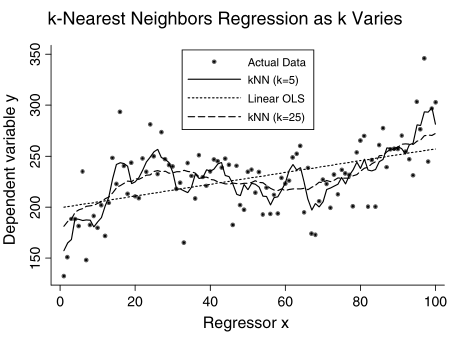 k-Nearest Neighbors Regression as k Varies
Actual Data
kNN (k=5)
Linear OLS
kNN (k=25)
Dependent variable y
350
300
250
200
150
0
20
40
60
80
100
Regressor x